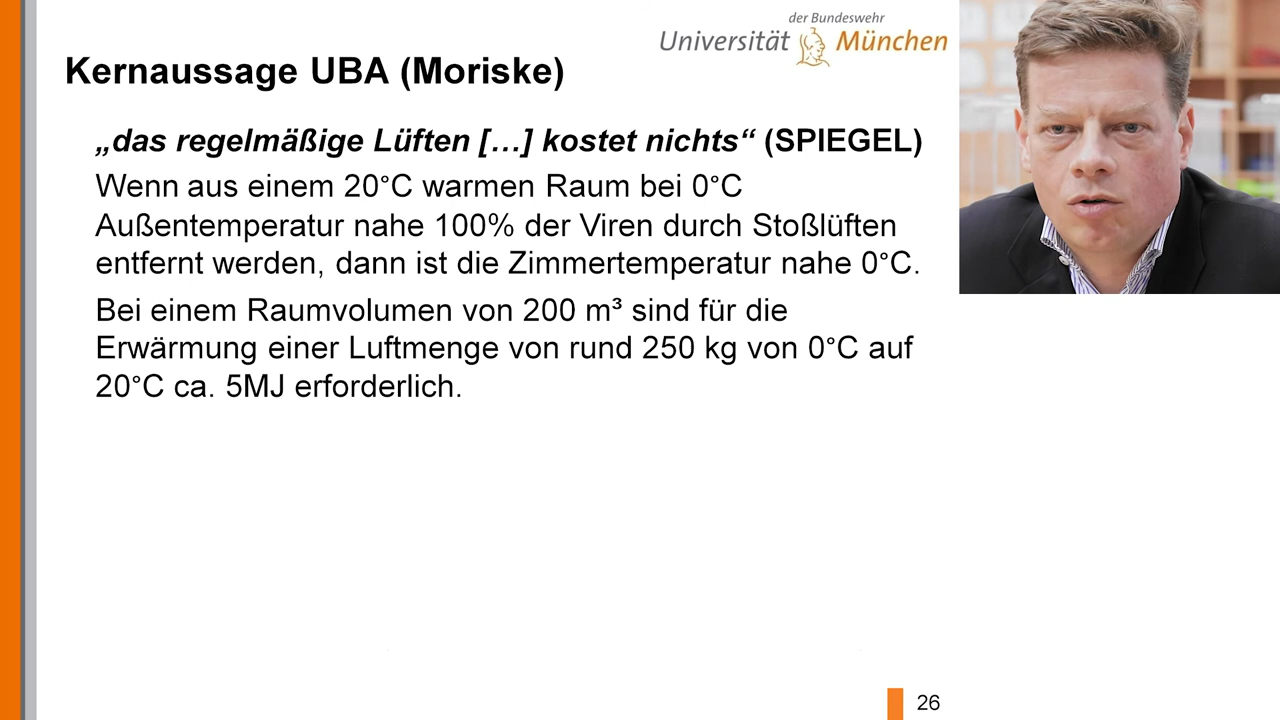 der Bundeswehr
Universität München
Kernaussage UBA (Moriske)
„das regelmäßige Lüften […] kostet nichts“ (SPIEGEL)
Wenn aus einem 20°C warmen Raum bei 0°C
Außentemperatur nahe 100% der Viren durch Stoßlüften
entfernt werden, dann ist die Zimmertemperatur nahe 0°C.
Bei einem Raumvolumen von 200 m³ sind für die
Erwärmung einer Luftmenge von rund 250 kg von 0°C auf
20°C ca. 5MJ erforderlich.
26